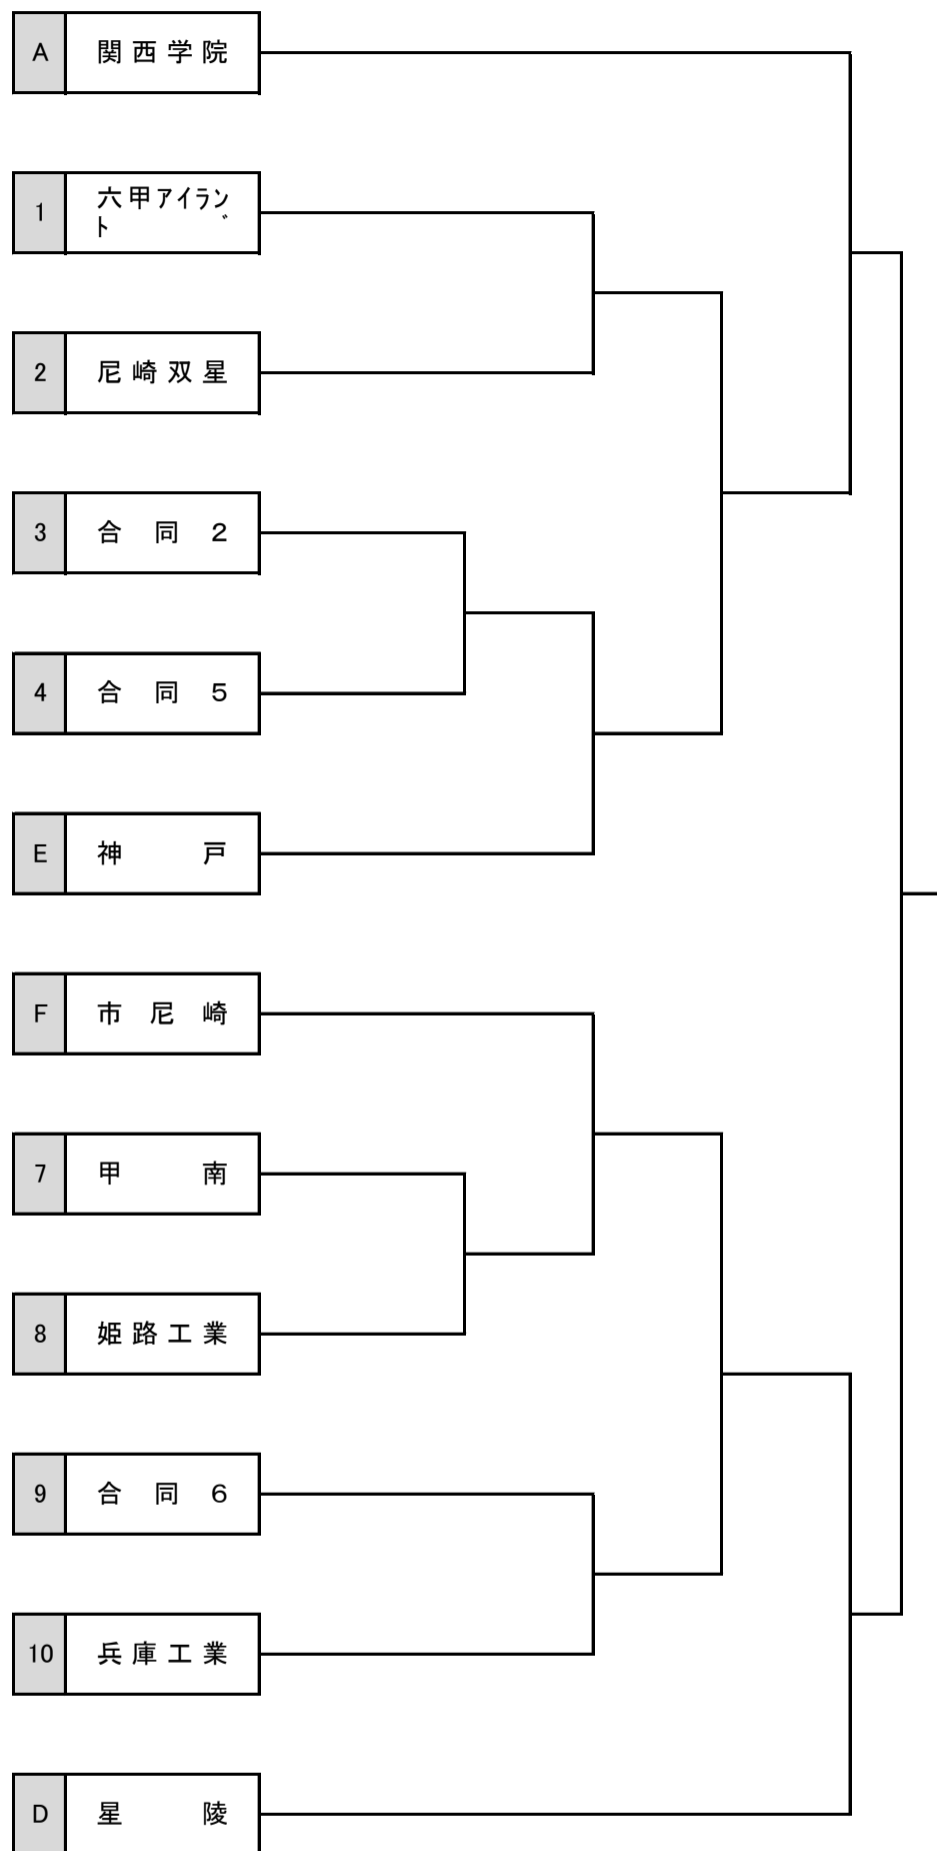 A 関西学院
1 六甲アイランド
2 尼崎双星
3 合同２
4 合同５
E 神戸
F 市尼崎
7 甲南
8 姫路工業
9 合同６
10 兵庫工業
D 星陵